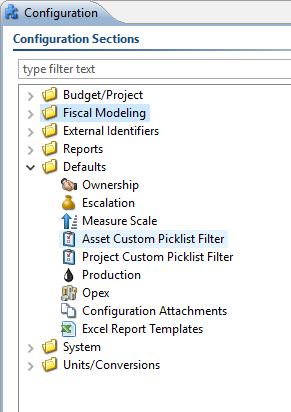 Configuration
Configuration Sections
type filter text
Budget/Project
Fiscal Modeling
External Identifiers
Reports
Defaults
Ownership
Escalation
Measure Scale
Asset Custom Picklist Filter
Project Custom Picklist Filter
Production
Opex
Configuration Attachments
Excel Report Templates
System
Units/Conversions